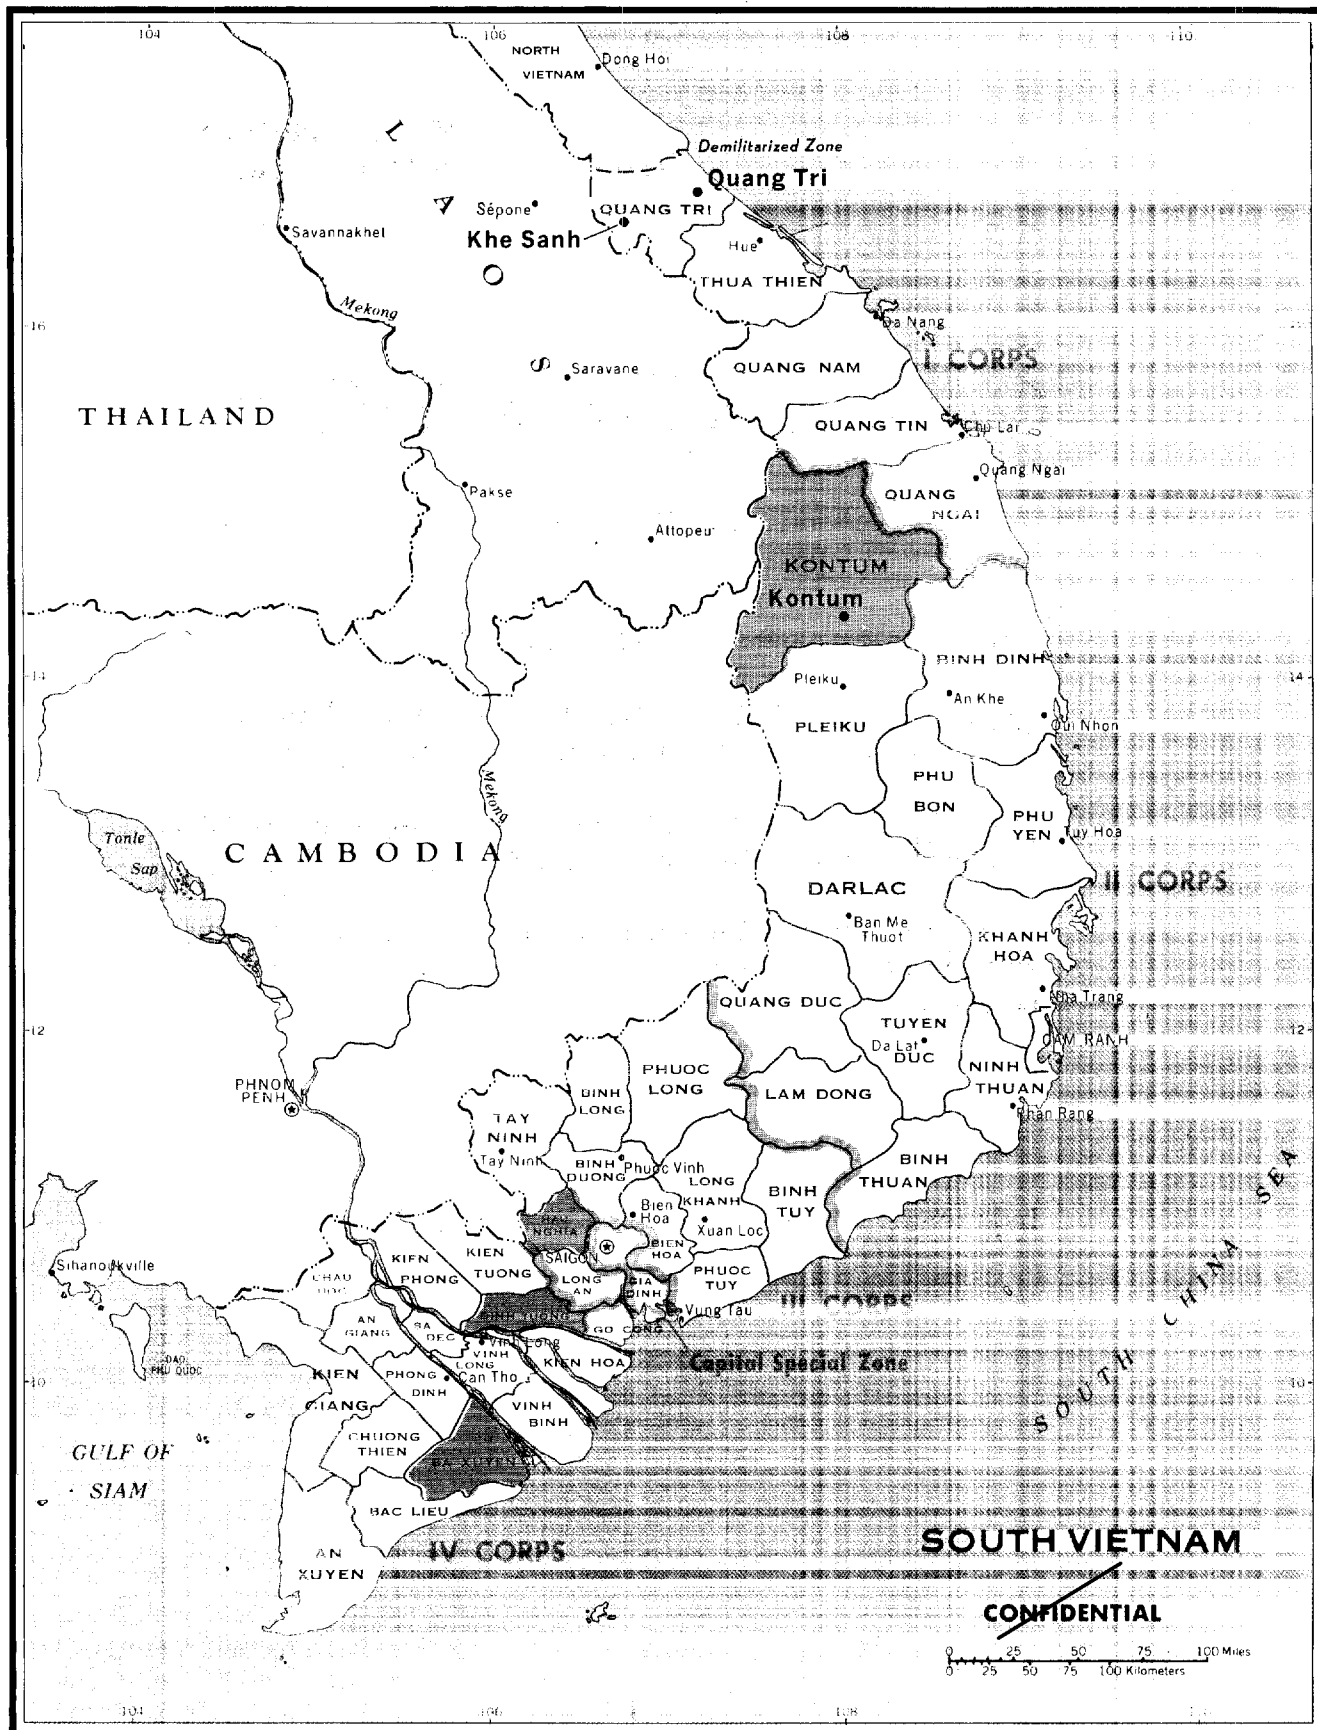 104
106
108
110
NORTH
VIETNAM
Dong Hoi
L
A
O
S
Demilitarized Zone
Quang Tri
Sépone
QUANG TRI
Khe Sanh
Savannakhet
Hue
THUA THIEN
Mekong
16
Da Nang
I CORPS
Saravane
QUANG NAM
THAILAND
QUANG TIN
Chu Lai
Quang Ngai
Pakse
QUANG
NGAI
Attopeu
KONTUM
Kontum
BINH DINH
14
14
Pleiku
An Khe
Qui Nhon
PLEIKU
Mekong
PHU
BON
PHU
YEN
Tuy Hoa
Tonle
Sap
CAMBODIA
DARLAC
II CORPS
Ban Me
Thuot
KHANH
HOA
QUANG DUC
Nha Trang
TUYEN
DUC
Da Lat
12
12
CAM RANH
NINH
THUAN
PHUOC
LONG
PHNOM
PENH
BINH
LONG
LAM DONG
Phan Rang
TAY
NINH
Tay Ninh
BINH
DUONG
Phuoc Vinh
LONG
KHANH
BINH
THUAN
BINH
TUY
Bien
Hoa
Xuan Loc
HAU
NGHIA
BIEN
HOA
SAIGON
KIEN
PHONG
KIEN
TUONG
Sihanoukville
CHAU
DOC
LONG
AN
GIA
DINH
PHUOC
TUY
III CORPS
Vung Tau
AN
GIANG
SA
DEC
DINH TUONG
GO CONG
Vinh Long
VINH
LONG
KIEN HOA
Capital Special Zone
DAO
PHU QUOC
KIEN
GIANG
PHONG
DINH
Can Tho
10
10
VINH
BINH
CHUONG
THIEN
BA XUYEN
GULF OF
SIAM
SOUTH CHINA SEA
BAC LIEU
AN
XUYEN
IV CORPS
SOUTH VIETNAM
CONFIDENTIAL
0 25 50 75 100 Miles
0 25 50 75 100 Kilometers
104
106
108
110